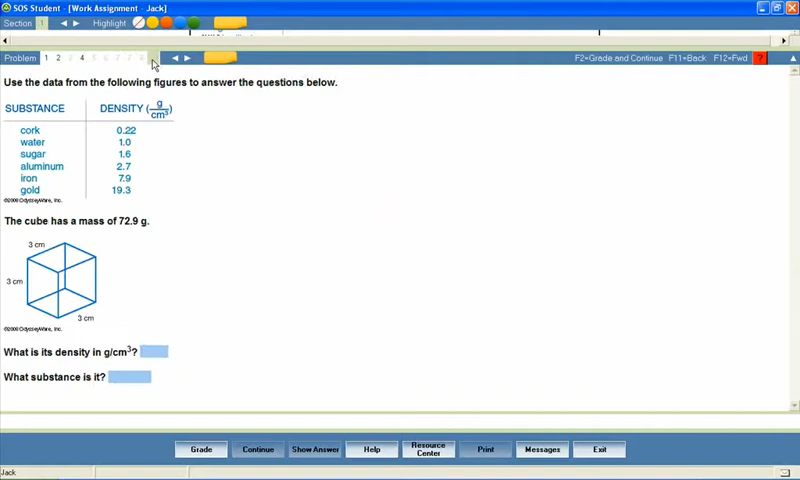 SOS Student - [Work Assignment - Jack]
Section 1 Highlight
Problem 1 2 3 4 5 6 7 8 F2=Grade and Continue F11=Back F12=Fwd ?
Use the data from the following figures to answer the questions below.
SUBSTANCE DENSITY (g/cm³)
cork 0.22
water 1.0
sugar 1.6
aluminum 2.7
iron 7.9
gold 19.3
©2000 OdysseyWare, Inc.
The cube has a mass of 72.9 g.
3 cm
3 cm
3 cm
©2000 OdysseyWare, Inc.
What is its density in g/cm³?
What substance is it?
Grade Continue Show Answer Help Resource Center Print Messages Exit
Jack